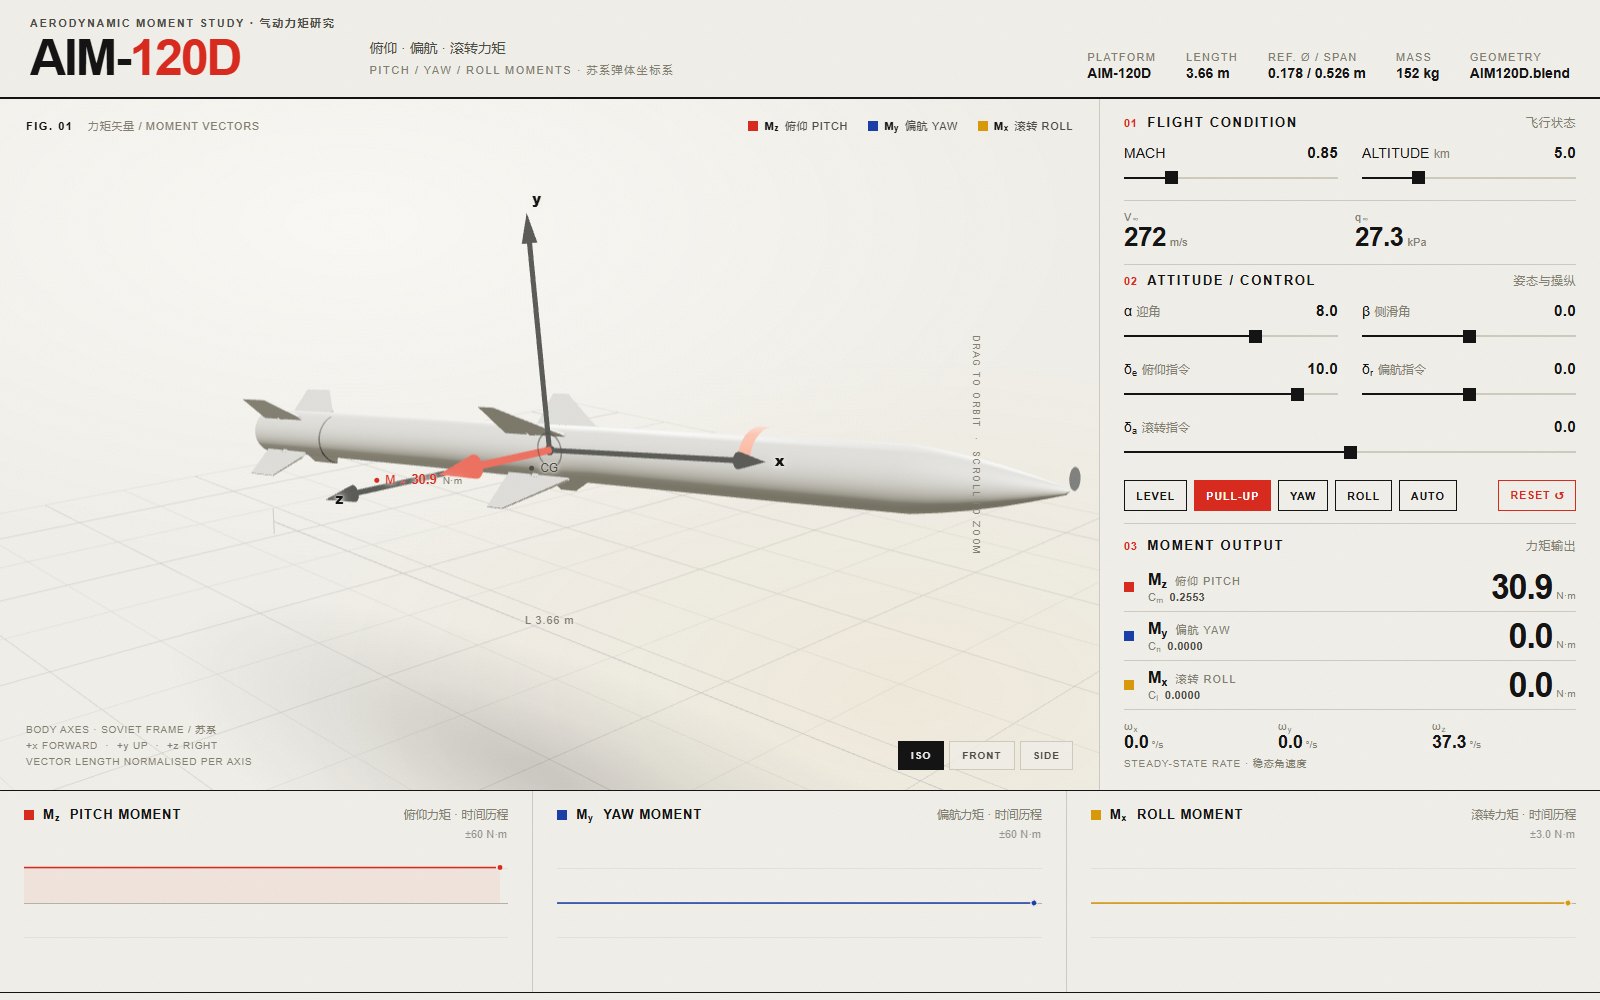 AERODYNAMIC MOMENT STUDY · 气动力矩研究
AIM-120D
俯仰 · 偏航 · 滚转力矩
PITCH / YAW / ROLL MOMENTS · 苏系弹体坐标系
PLATFORM
AIM-120D
LENGTH
3.66 m
REF. Ø / SPAN
0.178 / 0.526 m
MASS
152 kg
GEOMETRY
AIM120D.blend
FIG. 01 力矩矢量 / MOMENT VECTORS
Mz 俯仰 PITCH
My 偏航 YAW
Mx 滚转 ROLL
y
x
z
CG
M 30.9 N·m
DRAG TO ORBIT · SCROLL ZOOM
L 3.66 m
BODY AXES · SOVIET FRAME / 苏系
+x FORWARD · +y UP · +z RIGHT
VECTOR LENGTH NORMALISED PER AXIS
ISO
FRONT
SIDE
01 FLIGHT CONDITION 飞行状态
MACH 0.85
ALTITUDE km 5.0
V∞
272 m/s
q∞
27.3 kPa
02 ATTITUDE / CONTROL 姿态与操纵
α 迎角 8.0
β 侧滑角 0.0
δe 俯仰指令 10.0
δr 偏航指令 0.0
δa 滚转指令 0.0
LEVEL
PULL-UP
YAW
ROLL
AUTO
RESET ↺
03 MOMENT OUTPUT 力矩输出
Mz 俯仰 PITCH
Cm 0.2553
30.9 N·m
My 偏航 YAW
Cn 0.0000
0.0 N·m
Mx 滚转 ROLL
Cl 0.0000
0.0 N·m
ωx
0.0 °/s
ωy
0.0 °/s
ωz
37.3 °/s
STEADY-STATE RATE · 稳态角速度
Mz PITCH MOMENT 俯仰力矩 · 时间历程
±60 N·m
My YAW MOMENT 偏航力矩 · 时间历程
±60 N·m
Mx ROLL MOMENT 滚转力矩 · 时间历程
±3.0 N·m